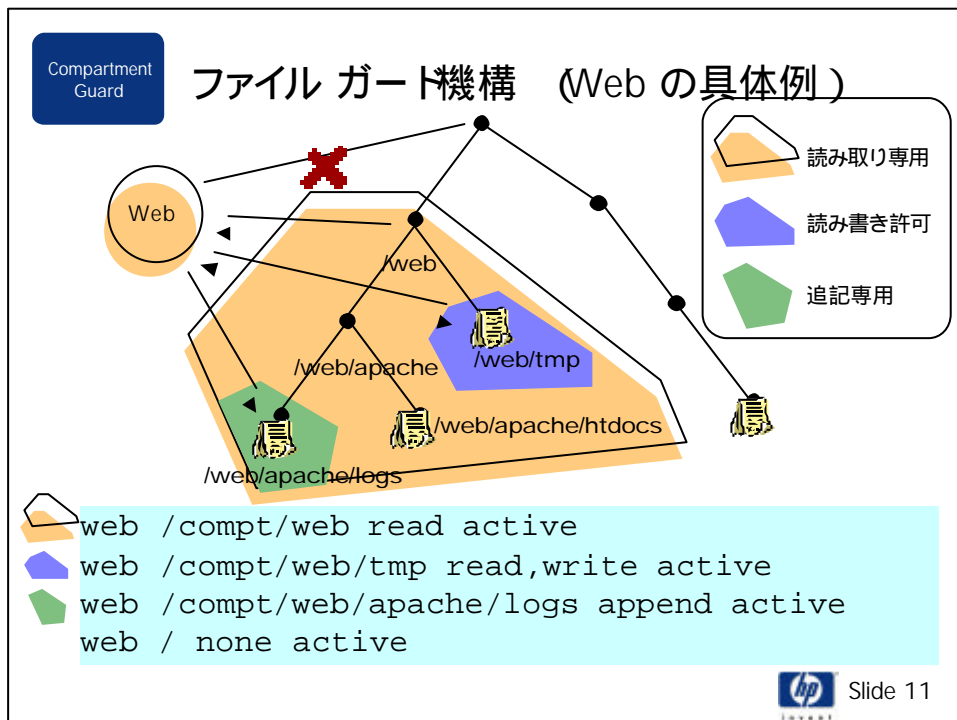 Compartment
Guard
ファイル ガード機構 (Web の具体例)
読み取り専用
読み書き許可
追記専用
Web
/web
/web/apache
/web/tmp
/web/apache/htdocs
/web/apache/logs
web /compt/web read active
web /compt/web/tmp read,write active
web /compt/web/apache/logs append active
web / none active
hp
invent
Slide 11